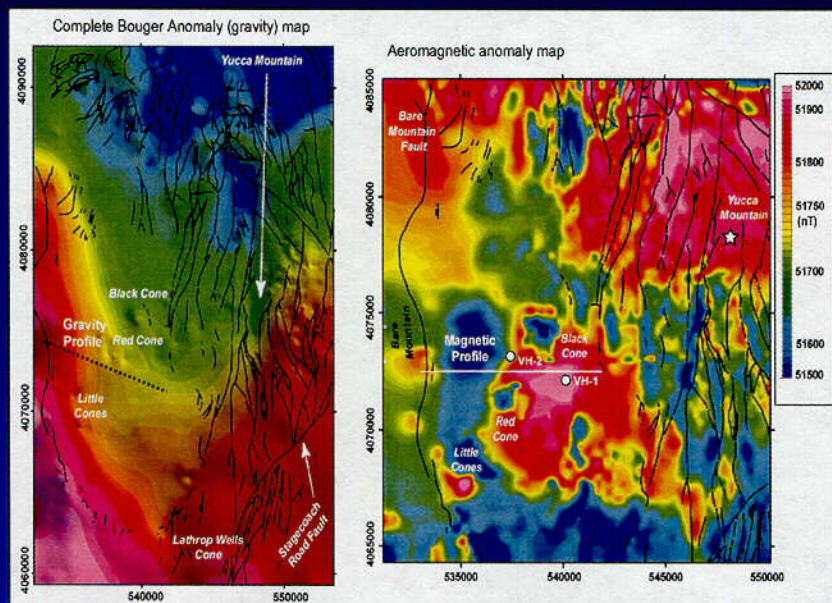 Complete Bouger Anomaly (gravity) map
Yucca Mountain
4090000
4080000
4070000
4060000
Black Cone
Gravity
Profile
Red Cone
Little
Cones
Lathrop Wells
Cone
Stagecoach
Road Fault
540000
550000
Aeromagnetic anomaly map
4085000
4080000
4075000
4070000
4065000
Bare
Mountain
Fault
Yucca
Mountain
Bare
Mountain
Magnetic
Profile
VH-2
Black
Cone
VH-1
Red
Cone
Little
Cones
535000
540000
545000
550000
52000
51900
51800
51750
(nT)
51700
51600
51500